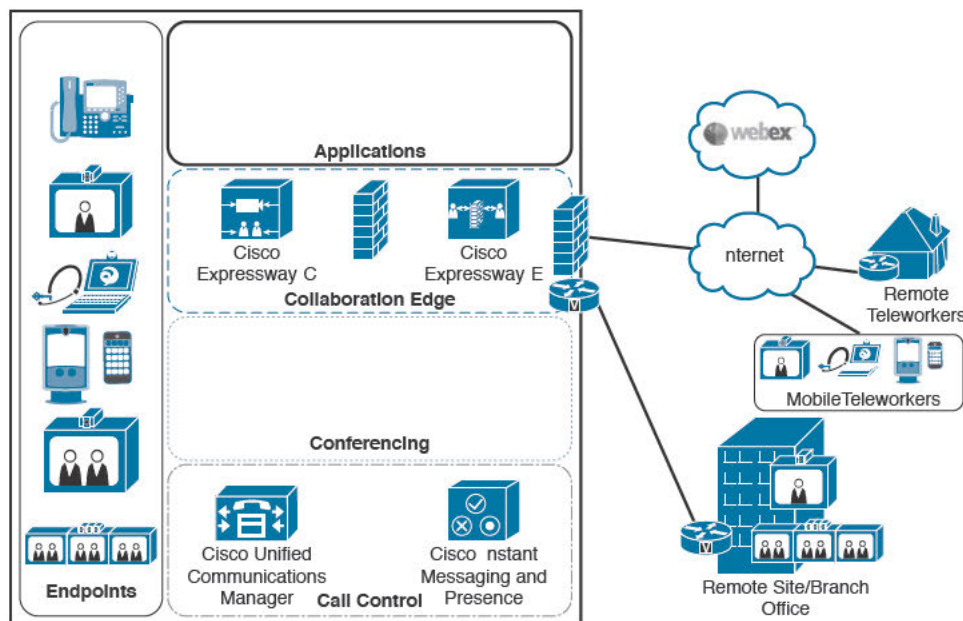 Applications
Cisco
Expressway C
Cisco
Expressway E
Collaboration Edge
Conferencing
Cisco Unified
Communications
Manager
Cisco nstant
Messaging and
Presence
Call Control
Endpoints
webex
nternet
Remote
Teleworkers
MobileTeleworkers
V
V
Remote Site/Branch
Office